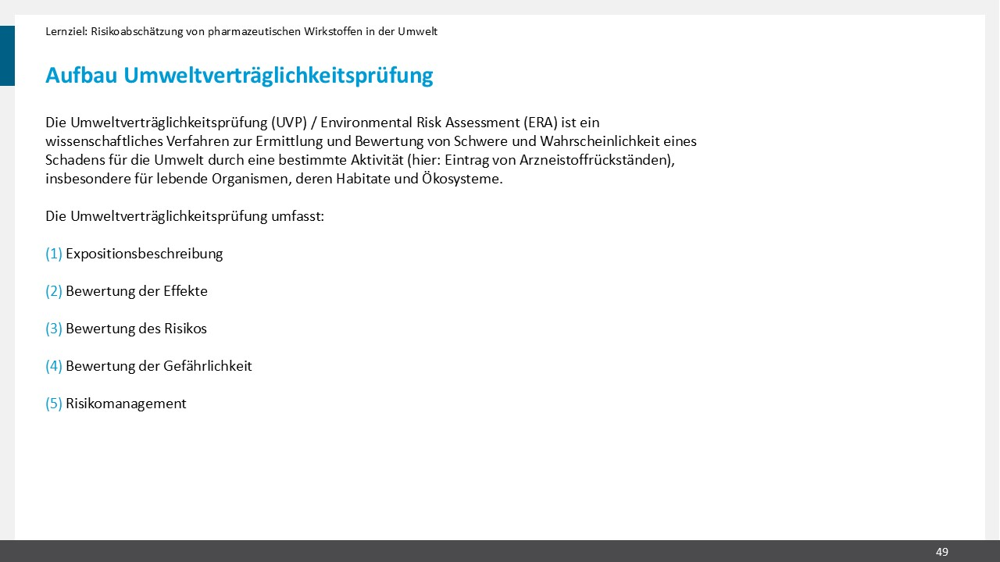 Lernziel: Risikoabschätzung von pharmazeutischen Wirkstoffen in der Umwelt
Aufbau Umweltverträglichkeitsprüfung
Die Umweltverträglichkeitsprüfung (UVP) / Environmental Risk Assessment (ERA) ist ein
wissenschaftliches Verfahren zur Ermittlung und Bewertung von Schwere und Wahrscheinlichkeit eines
Schadens für die Umwelt durch eine bestimmte Aktivität (hier: Eintrag von Arzneistoffrückständen),
insbesondere für lebende Organismen, deren Habitate und Ökosysteme.
Die Umweltverträglichkeitsprüfung umfasst:
(1) Expositionsbeschreibung
(2) Bewertung der Effekte
(3) Bewertung des Risikos
(4) Bewertung der Gefährlichkeit
(5) Risikomanagement
49